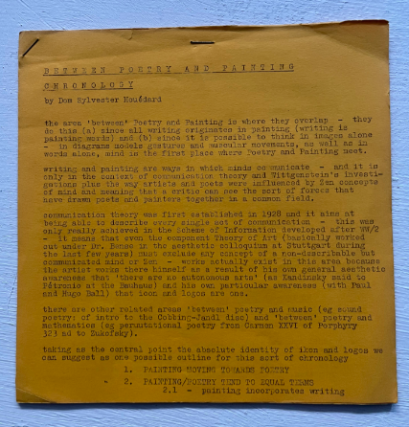 BETWEEN POETRY AND PAINTING
CHRONOLOGY
by Dom Sylvester Houédard
the area 'between' Poetry and Painting is where they overlap - they
do this (a) since all writing originates in painting (writing is
painting words) and (b) since it is possible to think in images alone
- in diagrams models gestures and muscular movements, as well as in
words alone, mind is the first place where Poetry and Painting meet.
writing and painting are ways in which minds communicate - and it is
only in the context of communication theory and Wittgenstein's investi-
gations plus the way artists and poets were influenced by Zen concepts
of mind and meaning that a critic can see the sort of forces that
have drawn poets and painters together in a common field.
communication theory was first established in 1928 and it aims at
being able to describe every single act of communication - this was
only really achieved in the Scheme of Information developed after WW/2
- it means that even the component Theory of Art (basically worked
out under Dr. Bense in the aesthetic colloquium at Stuttgart during
the last few years) must exclude any concept of a non-describable but
communicated mind or Zen - works actually exist in this area because
the artist works there himself as a result of his own general aesthetic
awareness that 'there are no autonomous arts' (as Kandinsky said to
at the Bauhaus) and his own particular awareness (with Paul
and Hugo Ball) that icon and logos are one.
there are other related areas 'between' poetry and music (eg sound
poetry: cf intro to the Cobbing-Jandl disc) and 'between' poetry and
mathematics (eg permutational poetry from Carmen XXVI of Porphyry
325 ad to Zukofsky).
taking as the central point the absolute identity of ikon and logos we
can suggest as one possible outline for this sort of chronology
1. PAINTING MOVING TOWARDS POETRY
- 2. PAINTING/POETRY TEND TO EQUAL TERMS
2.1 - painting incorporates writing